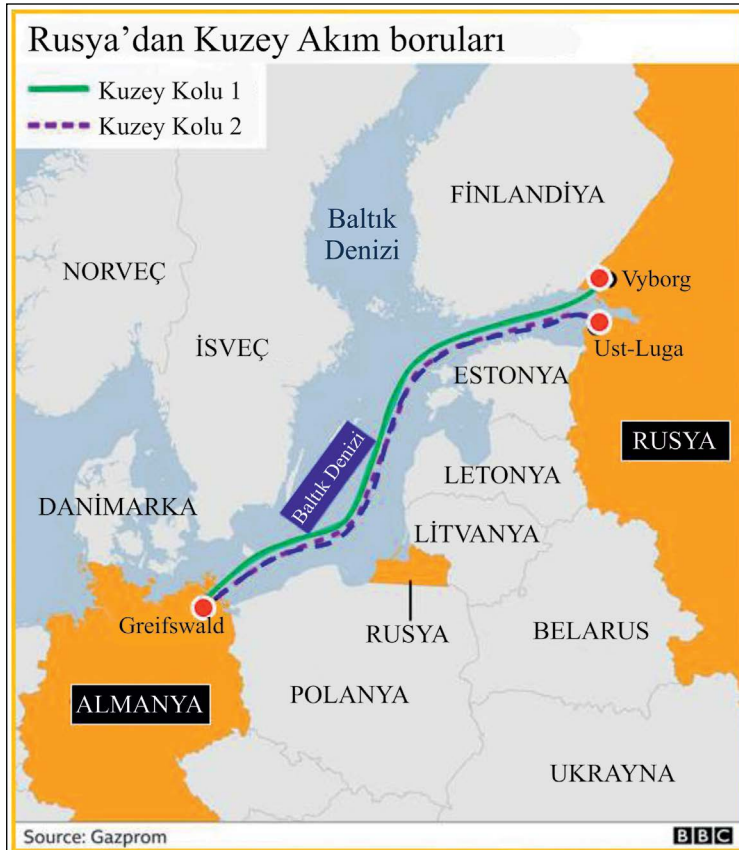 Rusya’dan Kuzey Akım boruları
Kuzey Kolu 1
Kuzey Kolu 2
FİNLANDİYA
Baltık
Denizi
NORVEÇ
Vyborg
İSVEÇ
Ust-Luga
ESTONYA
RUSYA
Baltık Denizi
LETONYA
DANİMARKA
LİTVANYA
Greifswald
RUSYA
BELARUS
POLANYA
ALMANYA
UKRAYNA
Source: Gazprom
BBC